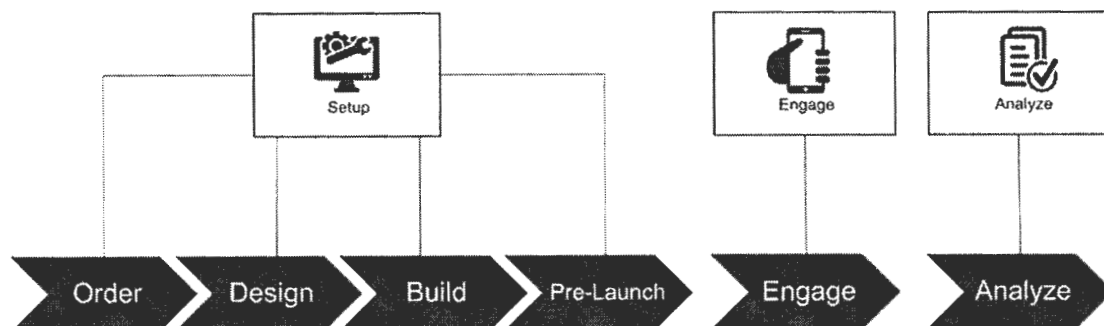 Setup
Engage
Analyze
Order
Design
Build
Pre-Launch
Engage
Analyze